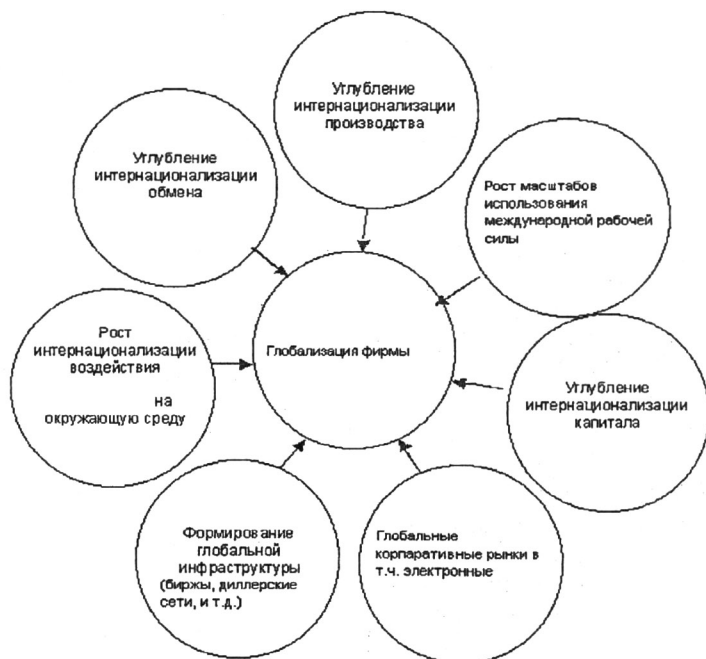 Углубление
интернационализации
производства
Углубление
интернационализации
обмена
Рост масштабов
использования
международной рабочей
силы
Рост
интернационализации
воздействия
на
окружающую среду
Глобализация фирмы
Углубление
интернационализации
капитала
Формирование
глобальной
инфраструктуры
(биржы, диллерские
сети, и т.д.)
Глобальные
корпаративные рынки в
т.ч. электронные